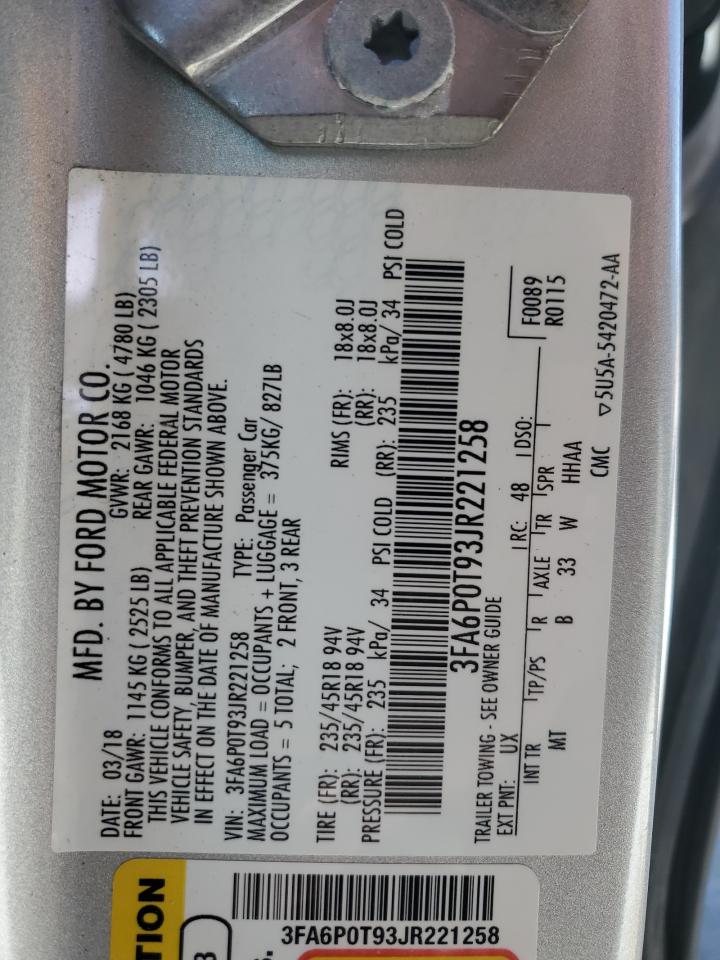 MFD. BY FORD MOTOR CO.
DATE: 03/18 GVWR: 2168 KG ( 4780 LB)
FRONT GAWR: 1145 KG ( 2525 LB) REAR GAWR: 1046 KG ( 2305 LB)
THIS VEHICLE CONFORMS TO ALL APPLICABLE FEDERAL MOTOR
VEHICLE SAFETY, BUMPER, AND THEFT PREVENTION STANDARDS
IN EFFECT ON THE DATE OF MANUFACTURE SHOWN ABOVE.
VIN: 3FA6P0T93JR221258 TYPE: Passenger Car
MAXIMUM LOAD = OCCUPANTS + LUGGAGE = 375KG/ 827LB
OCCUPANTS = 5 TOTAL; 2 FRONT, 3 REAR
TIRE (FR): 235/45R18 94V RIMS (FR): 18x8.0J
(RR): 235/45R18 94V (RR): 18x8.0J
PRESSURE (FR): 235 kPa/ 34 PSI COLD (RR): 235 kPa/ 34 PSI COLD
3FA6P0T93JR221258
TRAILER TOWING - SEE OWNER GUIDE
F0089
R0115
EXT PNT: UX RC: 48 DSO:
INT TR TP/PS R AXLE TR SPR
MT B 33 W HHAA
CMC ▽5U5A-5420472-AA
TION
3FA6P0T93JR221258